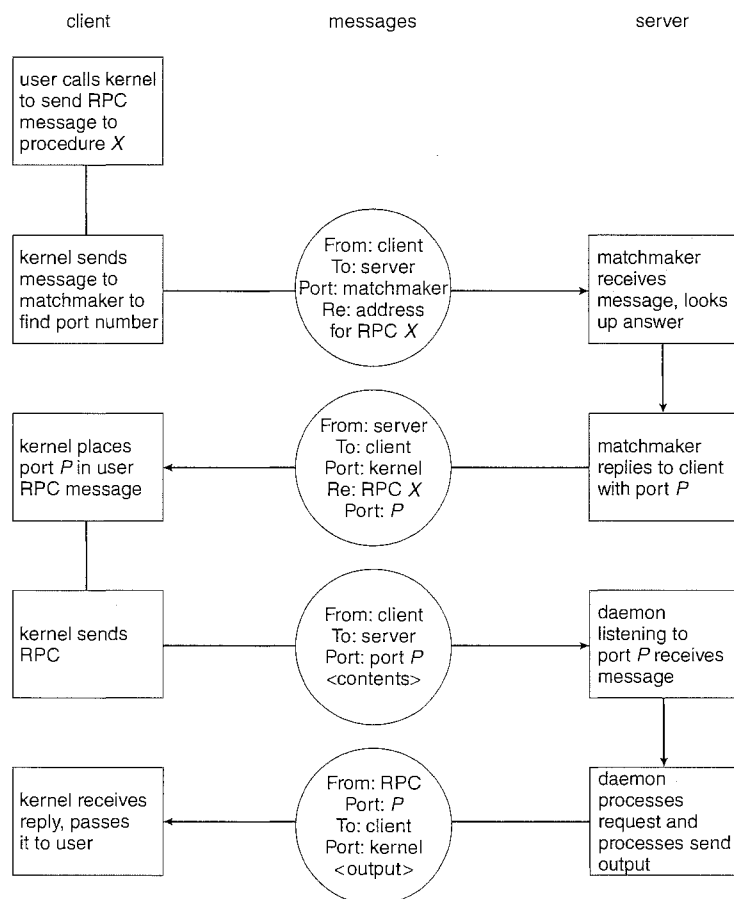 client
messages
server
user calls kernel
to send RPC
message to
procedure X
kernel sends
message to
matchmaker to
find port number
From: client
To: server
Port: matchmaker
Re: address
for RPC X
matchmaker
receives
message, looks
up answer
kernel places
port P in user
RPC message
From: server
To: client
Port: kernel
Re: RPC X
Port: P
matchmaker
replies to client
with port P
kernel sends
RPC
From: client
To: server
Port: port P
<contents>
daemon
listening to
port P receives
message
kernel receives
reply, passes
it to user
From: RPC
Port: P
To: client
Port: kernel
<output>
daemon
processes
request and
processes send
output